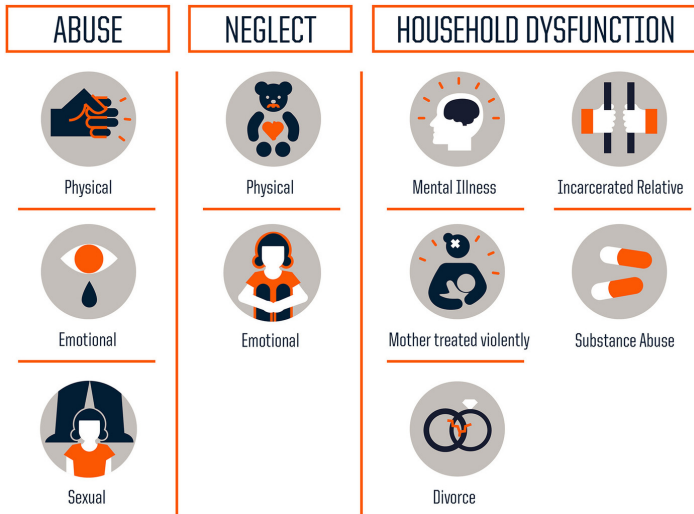 ABUSE
NEGLECT
HOUSEHOLD DYSFUNCTION
Physical
Emotional
Sexual
Physical
Emotional
Mental Illness
Incarcerated Relative
Mother treated violently
Substance Abuse
Divorce